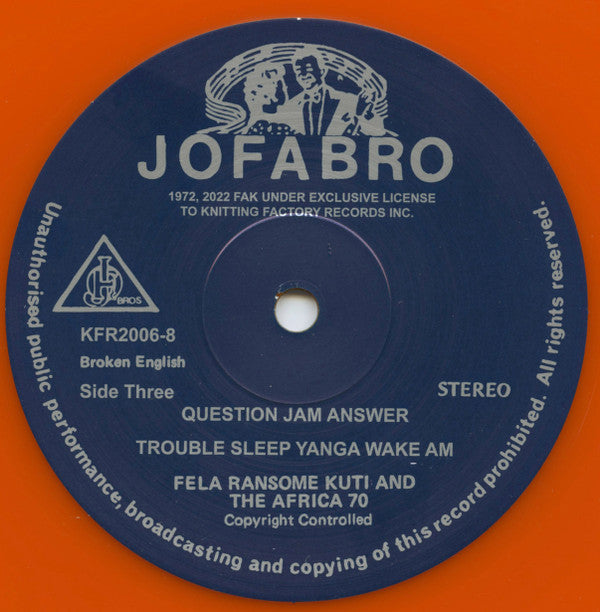 JOFABRO
1972, 2022 FAK UNDER EXCLUSIVE LICENSE
TO KNITTING FACTORY RECORDS INC.
BROS
KFR2006-8
Broken English
Side Three
STEREO
QUESTION JAM ANSWER
TROUBLE SLEEP YANGA WAKE AM
FELA RANSOME KUTI AND
THE AFRICA 70
Copyright Controlled
Unauthorised public performance, broadcasting and copying of this record prohibited. All rights reserved.